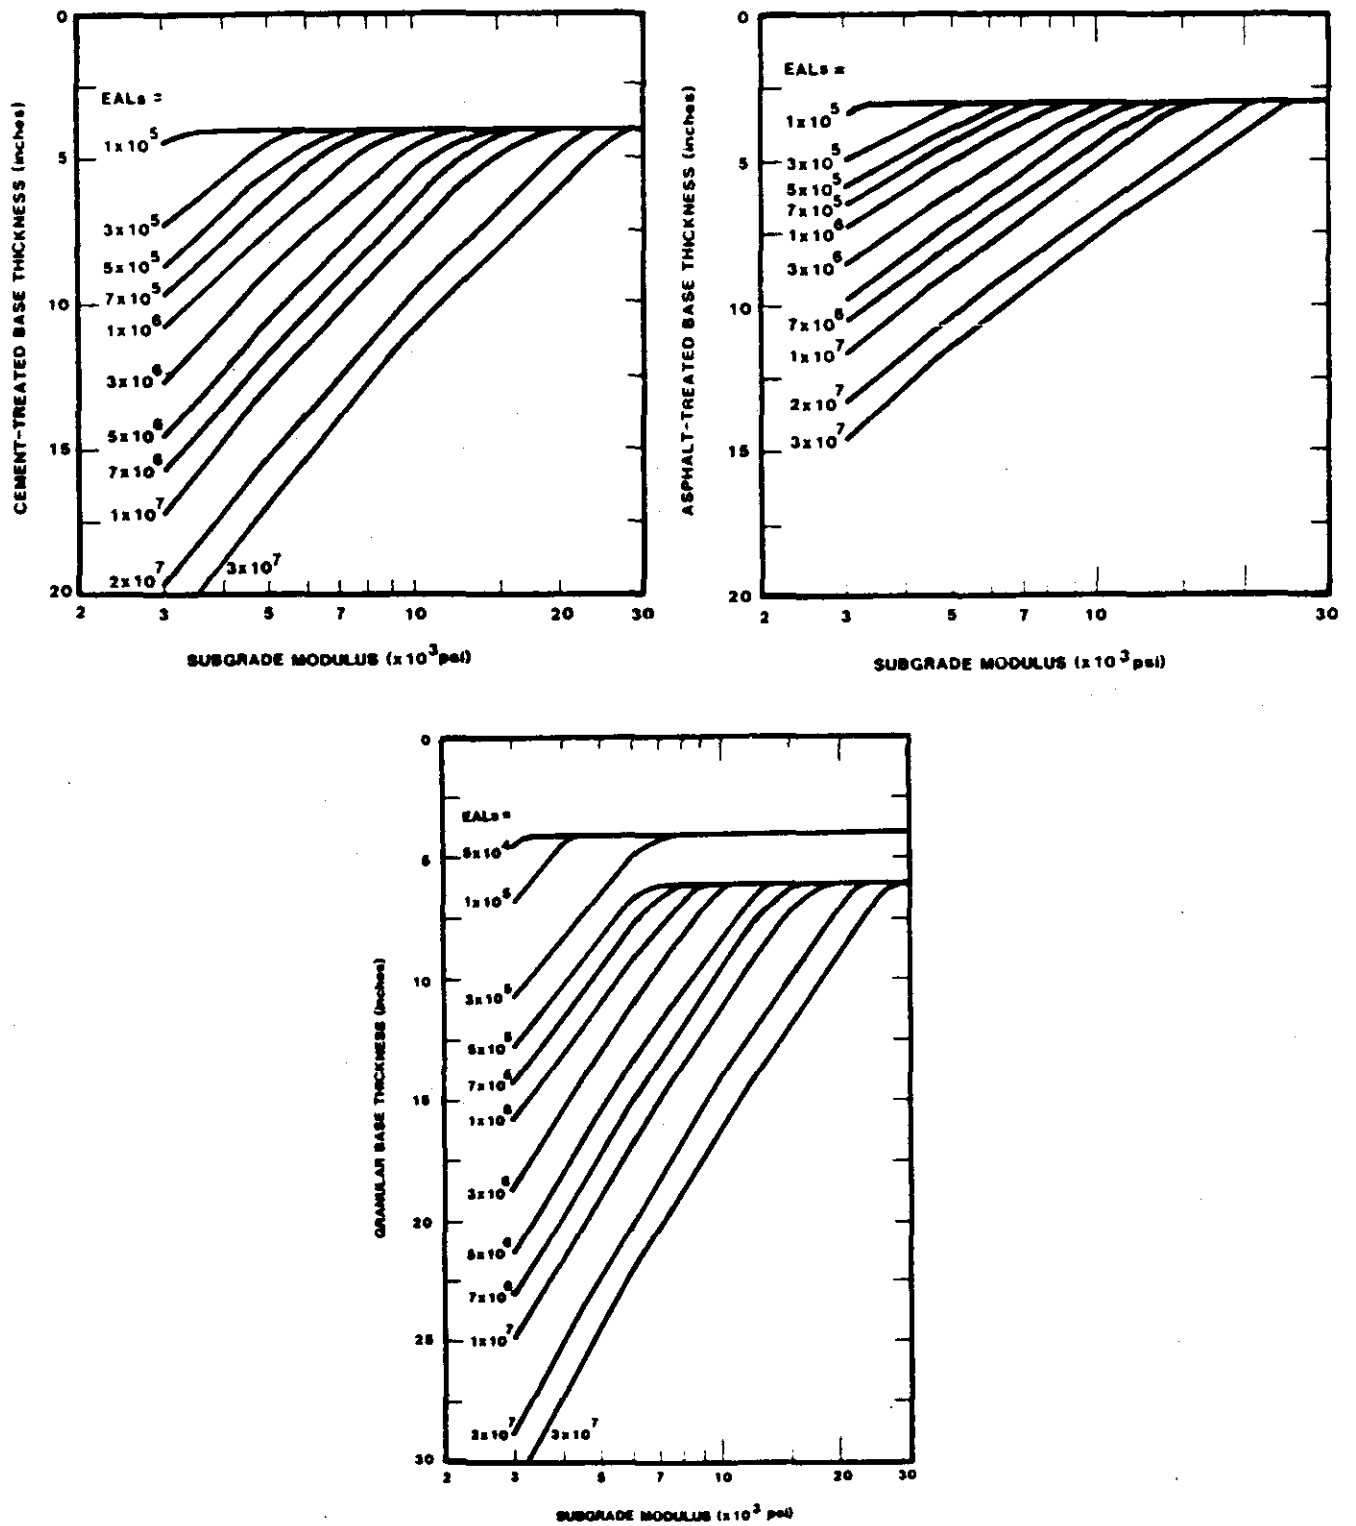 0
EALs =
1x10^5
5
3x10^5
5x10^5
7x10^5
10
1x10^6
3x10^6
5x10^6
15
7x10^6
1x10^7
2x10^7
3x10^7
20
2 3 5 7 10 20 30
CEMENT-TREATED BASE THICKNESS (inches)
SUBGRADE MODULUS (x10^3 psi)
0
EALs =
1x10^5
5
3x10^5
5x10^5
7x10^5
1x10^6
3x10^6
10
7x10^6
1x10^7
2x10^7
3x10^7
15
20
2 3 5 7 10 30
ASPHALT-TREATED BASE THICKNESS (inches)
SUBGRADE MODULUS (x10^3 psi)
0
EALs =
5x10^4
5
1x10^5
10
3x10^5
5x10^5
7x10^5
15
1x10^6
3x10^6
20
5x10^6
7x10^6
25
1x10^7
2x10^7
3x10^7
30
2 3 5 7 10 20 30
GRANULAR BASE THICKNESS (inches)
SUBGRADE MODULUS (x10^3 psi)